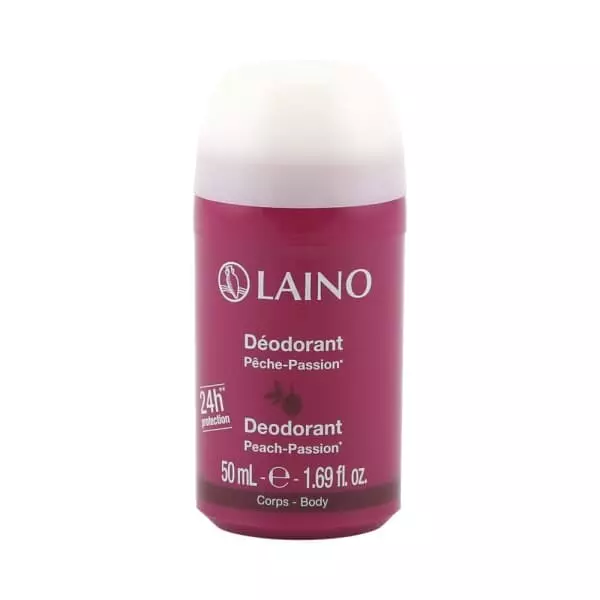 LAINO
Déodorant
Pêche-Passion*
24h**
protection
Deodorant
Peach-Passion*
50 mL - ℮ - 1.69 fl. oz.
Corps - Body